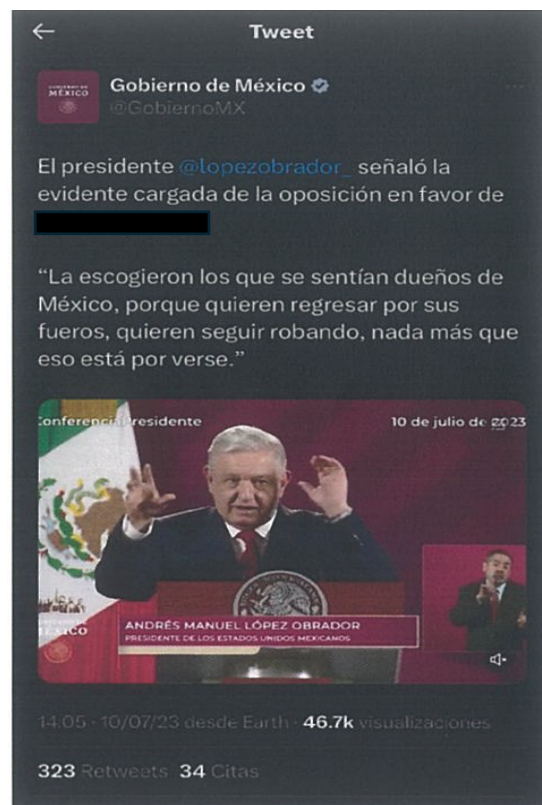 Tweet
GOBIERNO DE
MÉXICO
Gobierno de México
@GobiernoMX
El presidente @lopezobrador_ señaló la
evidente cargada de la oposición en favor de
“La escogieron los que se sentían dueños de
México, porque quieren regresar por sus
fueros, quieren seguir robando, nada más que
eso está por verse.”
Conferencia Presidente
10 de julio de 2023
GOBIERNO DE
MÉXICO
ANDRÉS MANUEL LÓPEZ OBRADOR
PRESIDENTE DE LOS ESTADOS UNIDOS MEXICANOS
14:05 · 10/07/23 desde Earth · 46.7k visualizaciones
323 Retweets 34 Citas